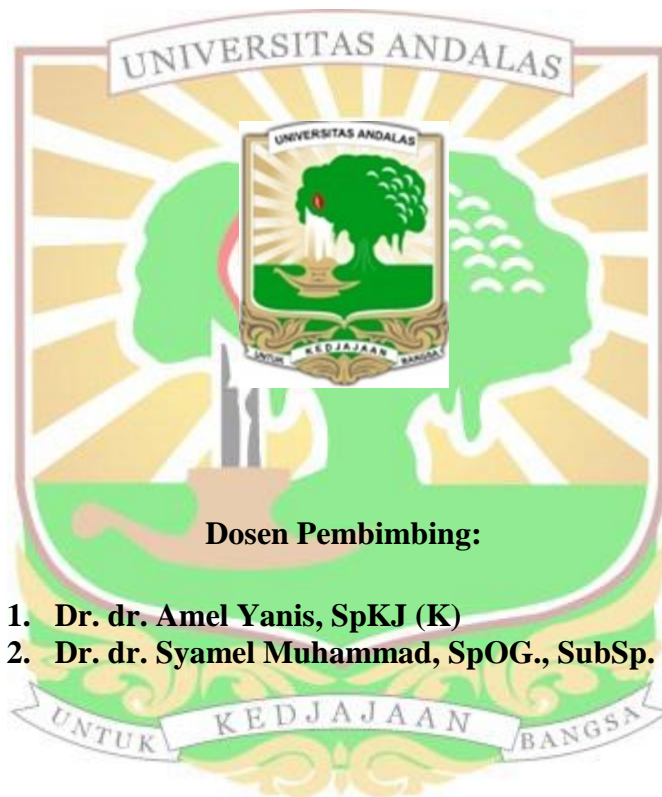 UNIVERSITAS ANDALAS
UNIVERSITAS ANDALAS
UNTUK KEDJAJAAN BANGSA
Dosen Pembimbing:
1. Dr. dr. Amel Yanis, SpKJ (K)
2. Dr. dr. Syamel Muhammad, SpOG., SubSp.
UNTUK KEDJAJAAN BANGSA